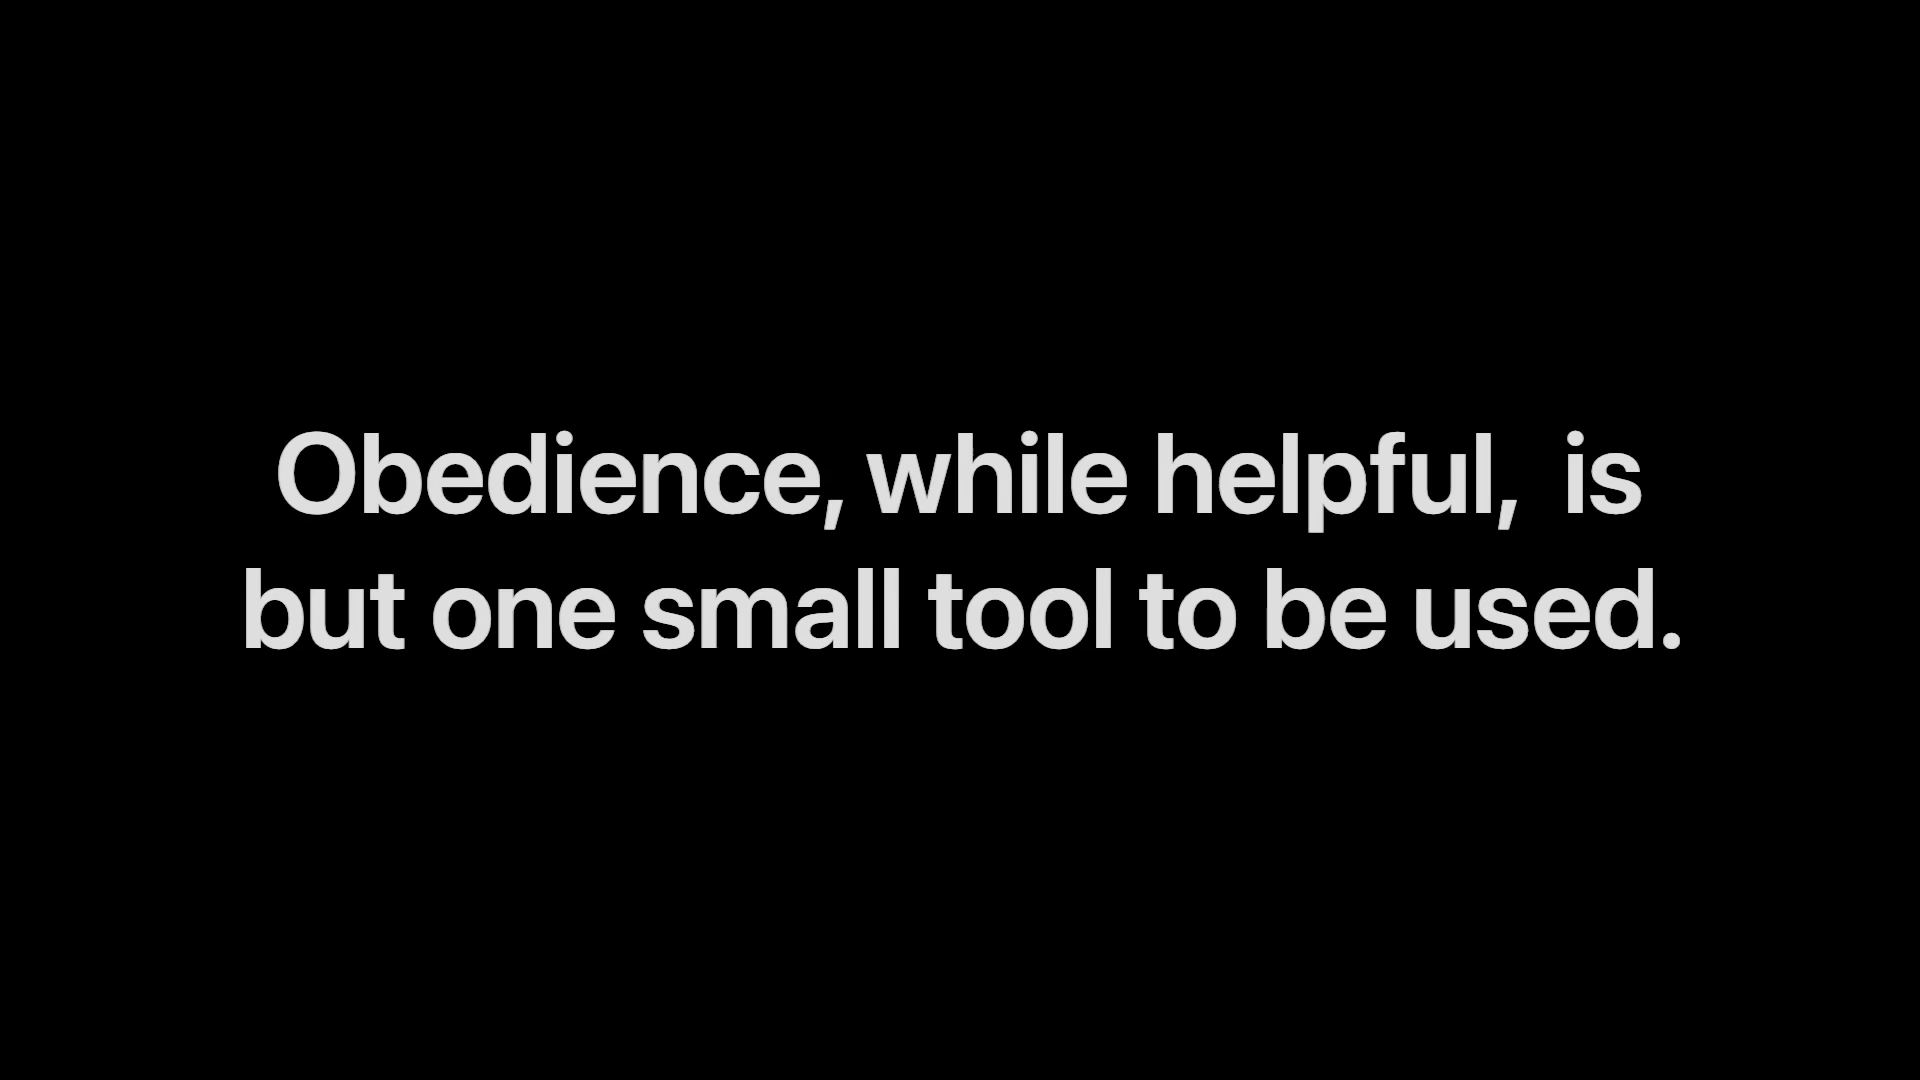 Obedience, while helpful,  is
but one small tool to be used.